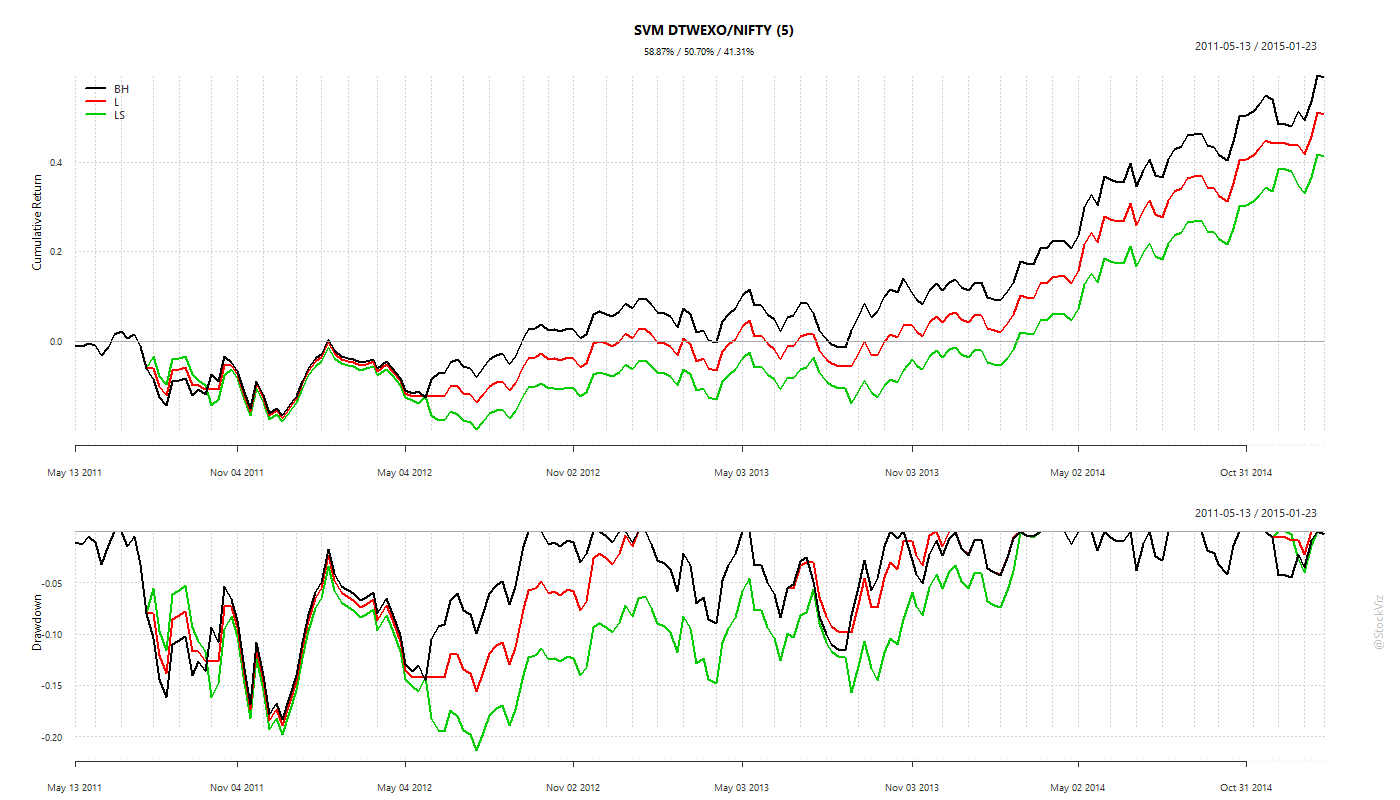 SVM DTWEXO/NIFTY (5)
58.87% / 50.70% / 41.31%
2011-05-13 / 2015-01-23
BH
L
LS
Cumulative Return
0.4
0.2
0.0
May 13 2011 Nov 04 2011 May 04 2012 Nov 02 2012 May 03 2013 Nov 03 2013 May 02 2014 Oct 31 2014
2011-05-13 / 2015-01-23
Drawdown
-0.05
-0.10
-0.15
-0.20
May 13 2011 Nov 04 2011 May 04 2012 Nov 02 2012 May 03 2013 Nov 03 2013 May 02 2014 Oct 31 2014
@StockViz